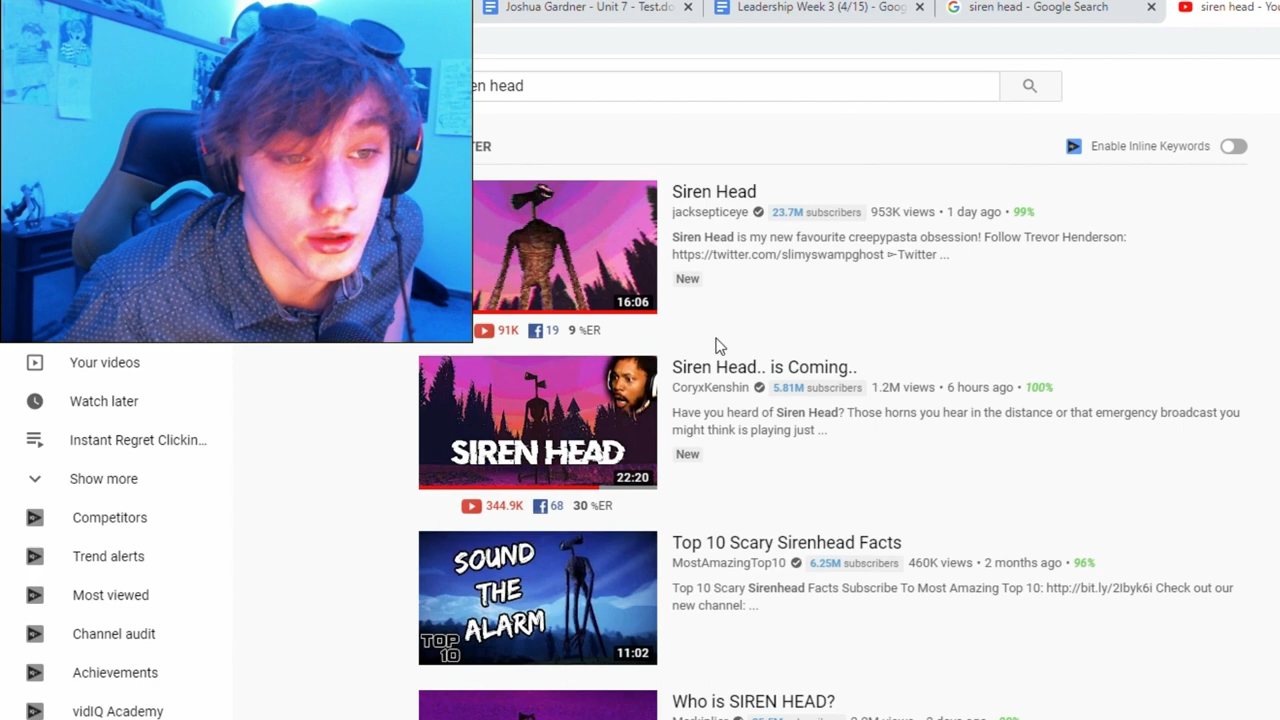 Joshua Gardner - Unit 7 - Test.do
Leadership Week 3 (4/15) - Goog
siren head - Google Search
siren head - Yo
en head
TER
Enable Inline Keywords
Siren Head
jacksepticeye 23.7M subscribers 953K views • 1 day ago • 99%
Siren Head is my new favourite creepypasta obsession! Follow Trevor Henderson:
https://twitter.com/slimyswampghost ➳Twitter ...
New
16:06
91K 19 9 %ER
Your videos
Watch later
Instant Regret Clickin...
Show more
Competitors
Trend alerts
Most viewed
Channel audit
Achievements
vidIQ Academy
SIREN HEAD
22:20
Siren Head.. is Coming..
CoryxKenshin 5.81M subscribers 1.2M views • 6 hours ago • 100%
Have you heard of Siren Head? Those horns you hear in the distance or that emergency broadcast you
might think is playing just ...
New
344.9K 68 30 %ER
SOUND
THE
ALARM
TOP
10
11:02
Top 10 Scary Sirenhead Facts
MostAmazingTop10 6.25M subscribers 460K views • 2 months ago • 96%
Top 10 Scary Sirenhead Facts Subscribe To Most Amazing Top 10: http://bit.ly/2Ibyk6i Check out our
new channel: ...
Who is SIREN HEAD?